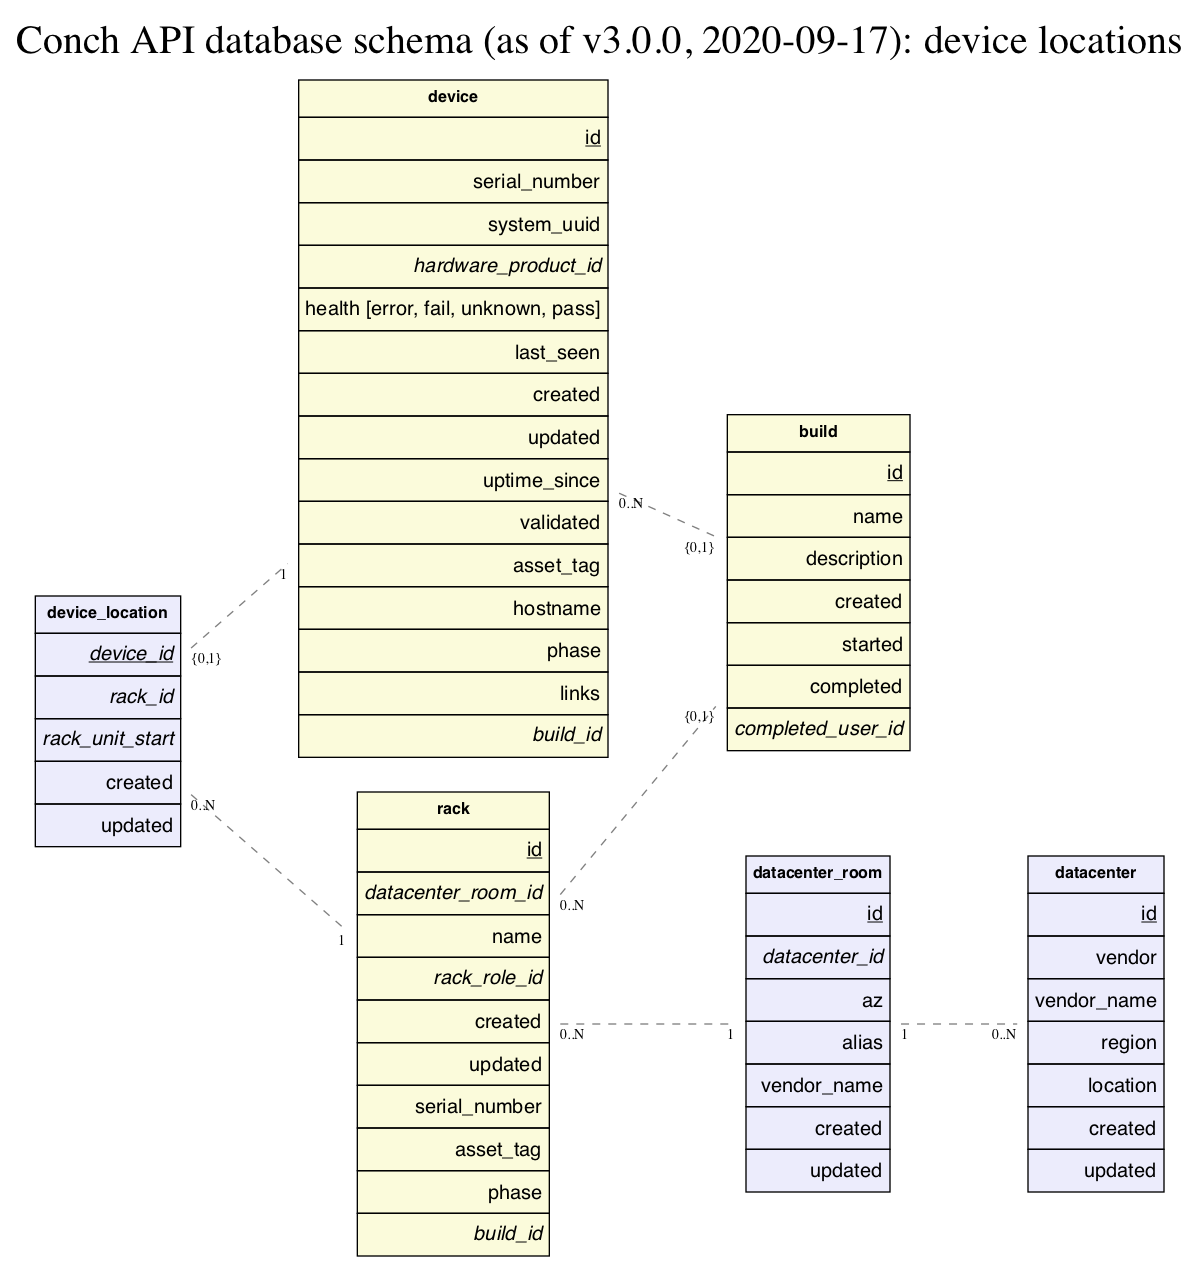 Conch API database schema (as of v3.0.0, 2020-09-17): device locations
device
id
serial_number
system_uuid
hardware_product_id
health [error, fail, unknown, pass]
last_seen
created
updated
uptime_since
validated
asset_tag
hostname
phase
links
build_id
0..N
{0,1}
build
id
name
description
created
started
completed
completed_user_id
1
{0,1}
device_location
device_id
rack_id
rack_unit_start
created
updated
0..N
1
{0,1}
0..N
rack
id
datacenter_room_id
name
rack_role_id
created
updated
serial_number
asset_tag
phase
build_id
0..N
1
datacenter_room
id
datacenter_id
az
alias
vendor_name
created
updated
1
0..N
datacenter
id
vendor
vendor_name
region
location
created
updated